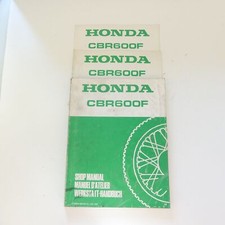 HONDA
CBR600F
HONDA
CBR600F
HONDA
CBR600F
SHOP MANUAL
MANUEL D'ATELIER
WERKSTATT-HANDBUCH